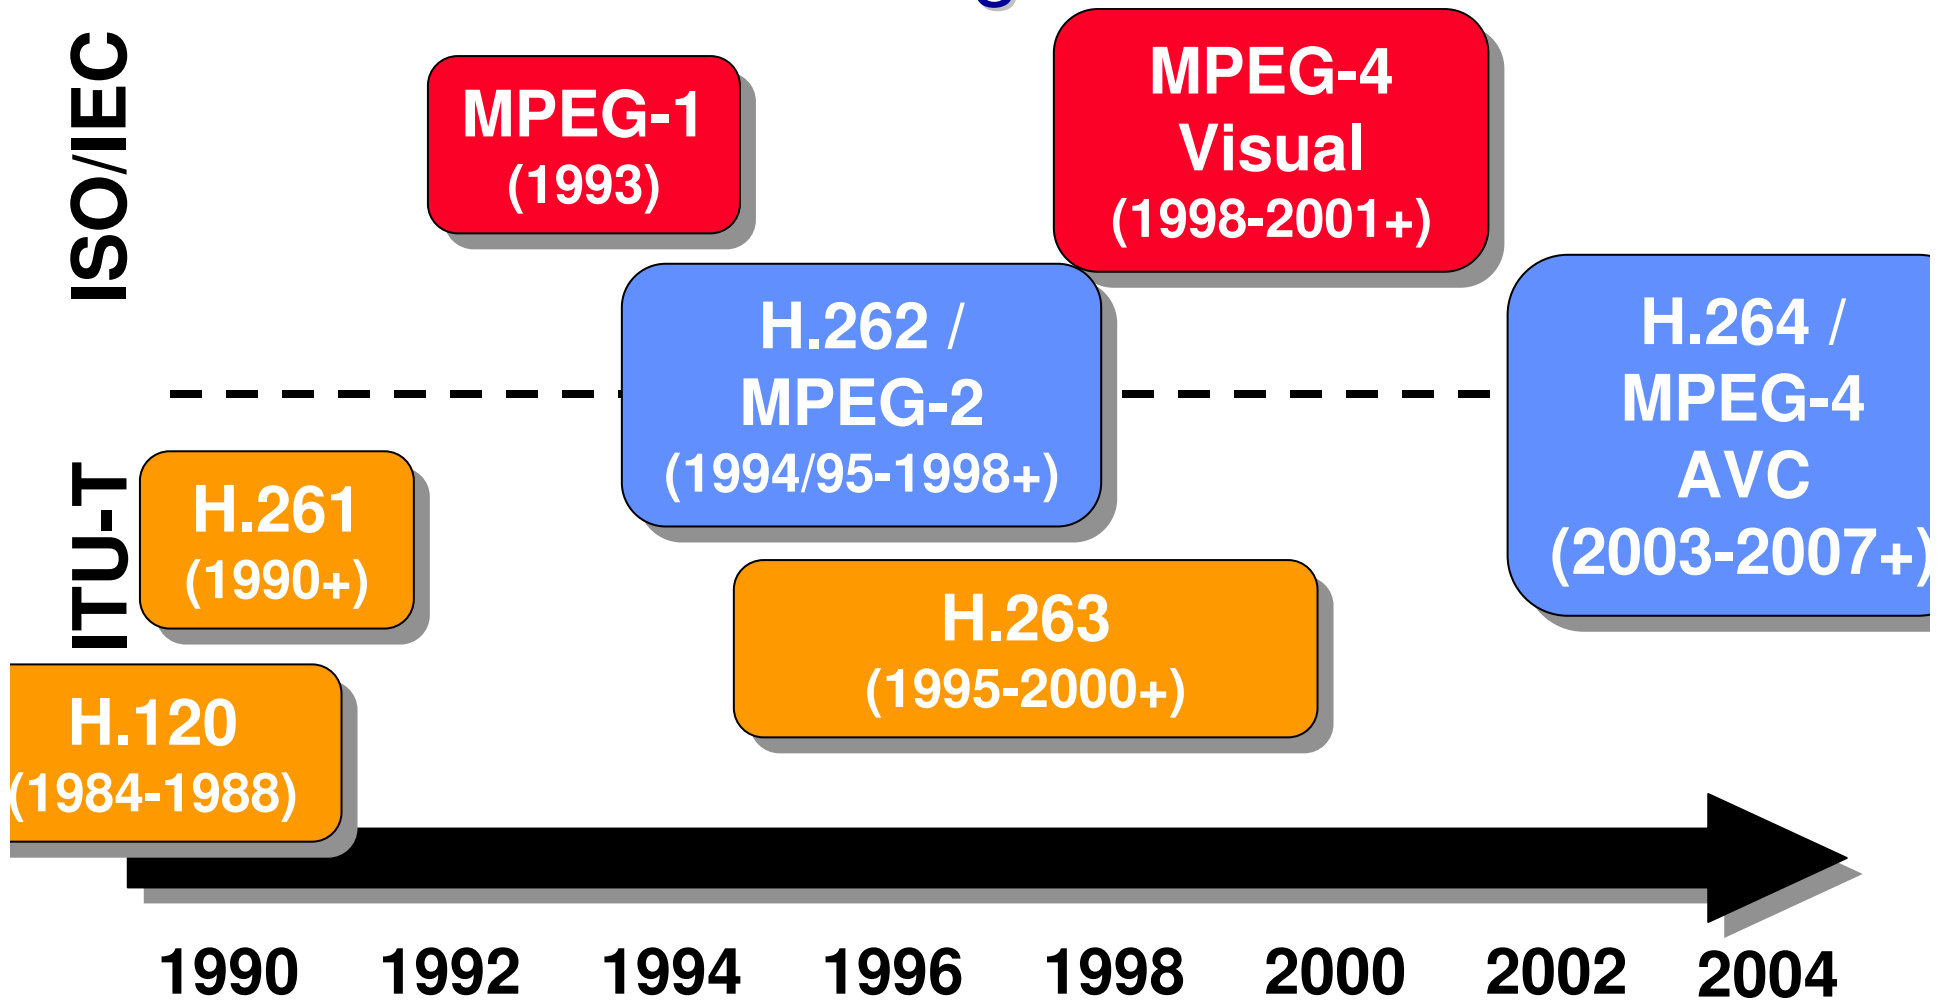 ISO/IEC
MPEG-1
(1993)
MPEG-4
Visual
(1998-2001+)
H.262 /
MPEG-2
(1994/95-1998+)
H.264 /
MPEG-4
AVC
(2003-2007+)
ITU-T
H.261
(1990+)
H.263
(1995-2000+)
H.120
(1984-1988)
1990 1992 1994 1996 1998 2000 2002 2004